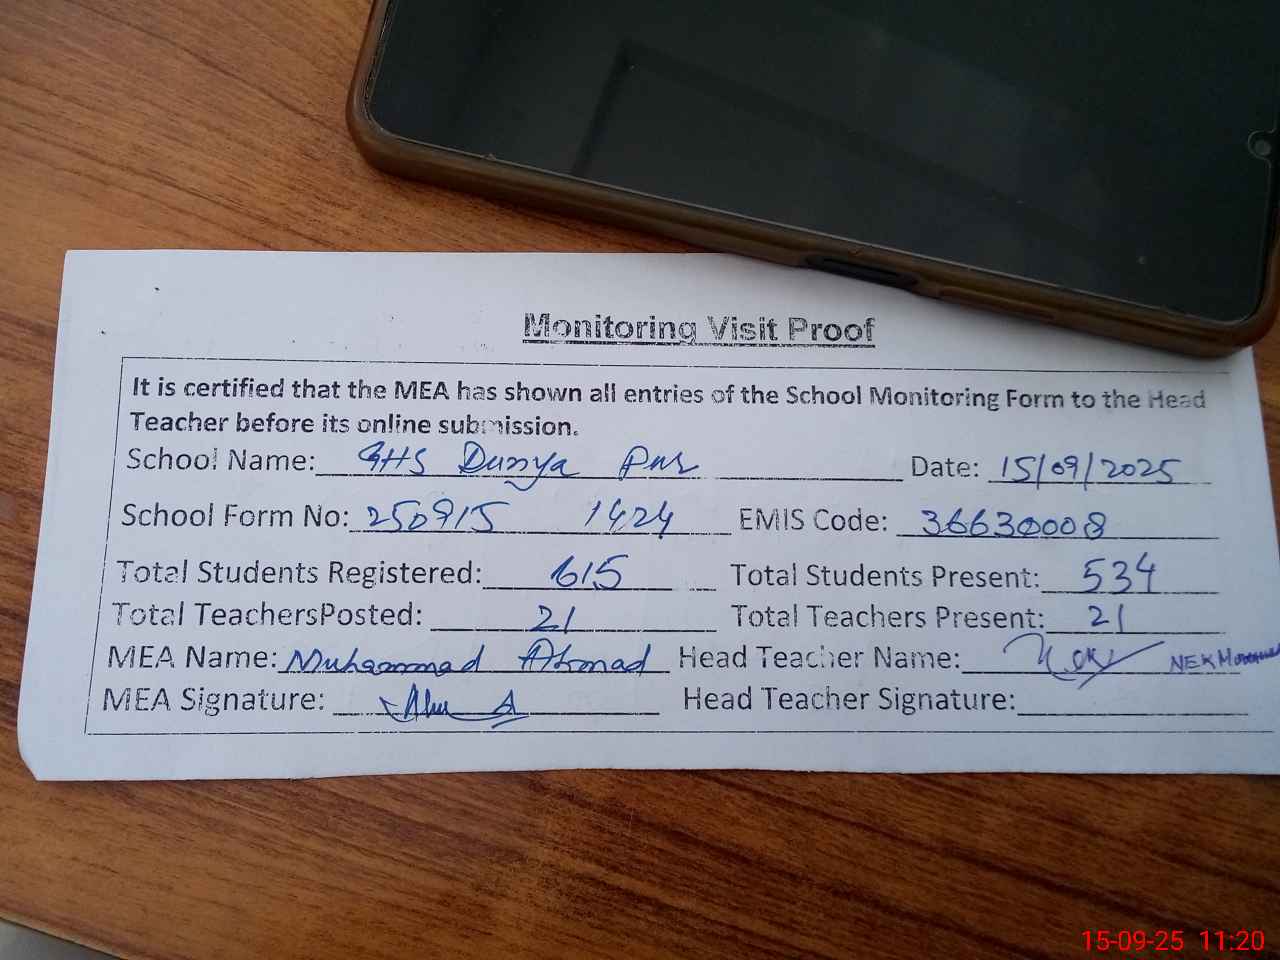 Monitoring Visit Proof
It is certified that the MEA has shown all entries of the School Monitoring Form to the Head
Teacher before its online submission.
School Name: GHS Dunya Pur Date: 15/09/2025
School Form No: 250915 1424 EMIS Code: 36630008
Total Students Registered: 615 Total Students Present: 534
Total TeachersPosted: 21 Total Teachers Present: 21
MEA Name: Muhammad Ahmad Head Teacher Name: NEK
MEA Signature: Head Teacher Signature:
15-09-25 11:20